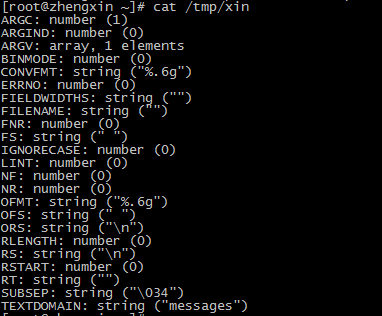 [root@zhengxin ~]# cat /tmp/xin
ARGC: number (1)
ARGIND: number (0)
ARGV: array, 1 elements
BINMODE: number (0)
CONVFMT: string ("%.6g")
ERRNO: number (0)
FIELDWIDTHS: string ("")
FILENAME: string ("")
FNR: number (0)
FS: string (" ")
IGNORECASE: number (0)
LINT: number (0)
NF: number (0)
NR: number (0)
OFMT: string ("%.6g")
OFS: string (" ")
ORS: string ("\n")
RLENGTH: number (0)
RS: string ("\n")
RSTART: number (0)
RT: string ("")
SUBSEP: string ("\034")
TEXTDOMAIN: string ("messages")